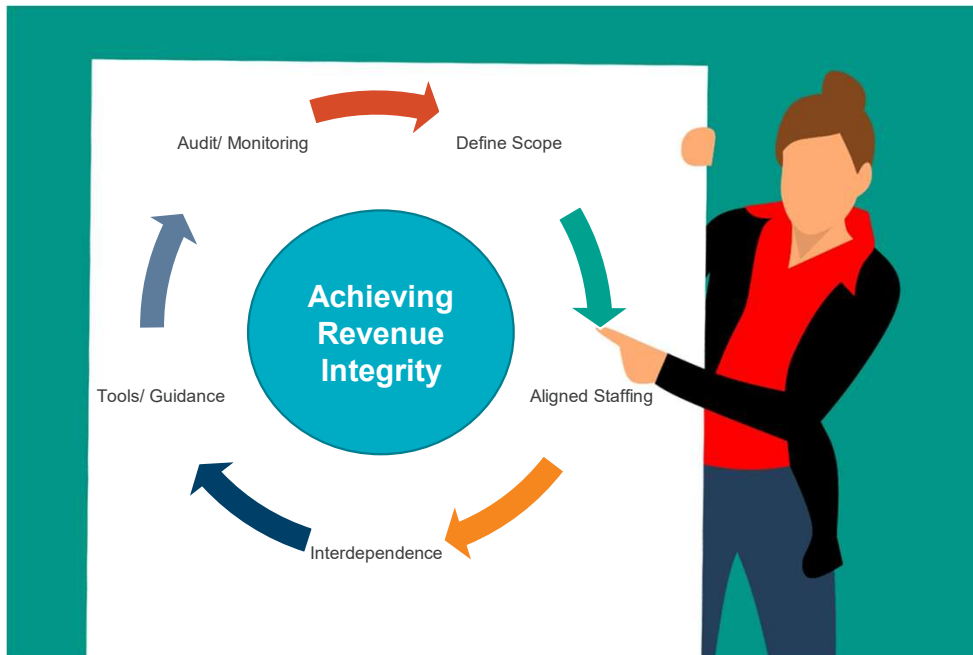 Audit/ Monitoring
Define Scope
Achieving
Revenue
Integrity
Tools/ Guidance
Aligned Staffing
Interdependence